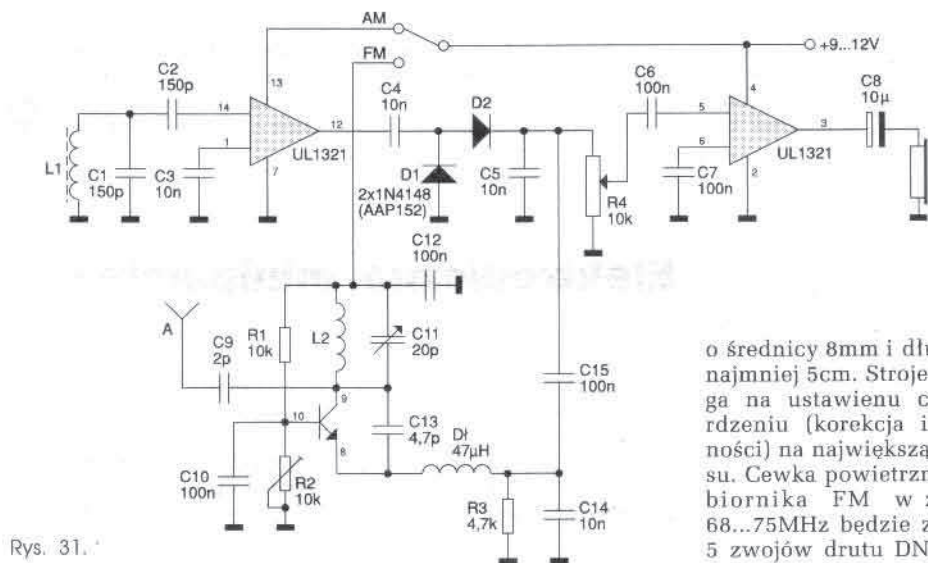 AM
FM
+9...12V
C2
150p
13
14
1
12
7
UL1321
L1
C1
150p
C3
10n
C4
10n
D2
D1
2x1N4148
(AAP152)
C5
10n
R4
10k
C6
100n
5
6
4
3
2
UL1321
C7
100n
C8
10µ
C12
100n
A
C9
2p
R1
10k
L2
C11
20p
10
9
8
C13
4,7p
C15
100n
Dł
47µH
C10
100n
R2
10k
R3
4,7k
C14
10n
Rys. 31.
o średnicy 8mm i dłu
najmniej 5cm. Stroje
ga na ustawienu c
rdzeniu (korekcja i
ności) na największą
su. Cewka powietrzn
biornika FM w z
68...75MHz będzie z
5 zwojów drutu DN